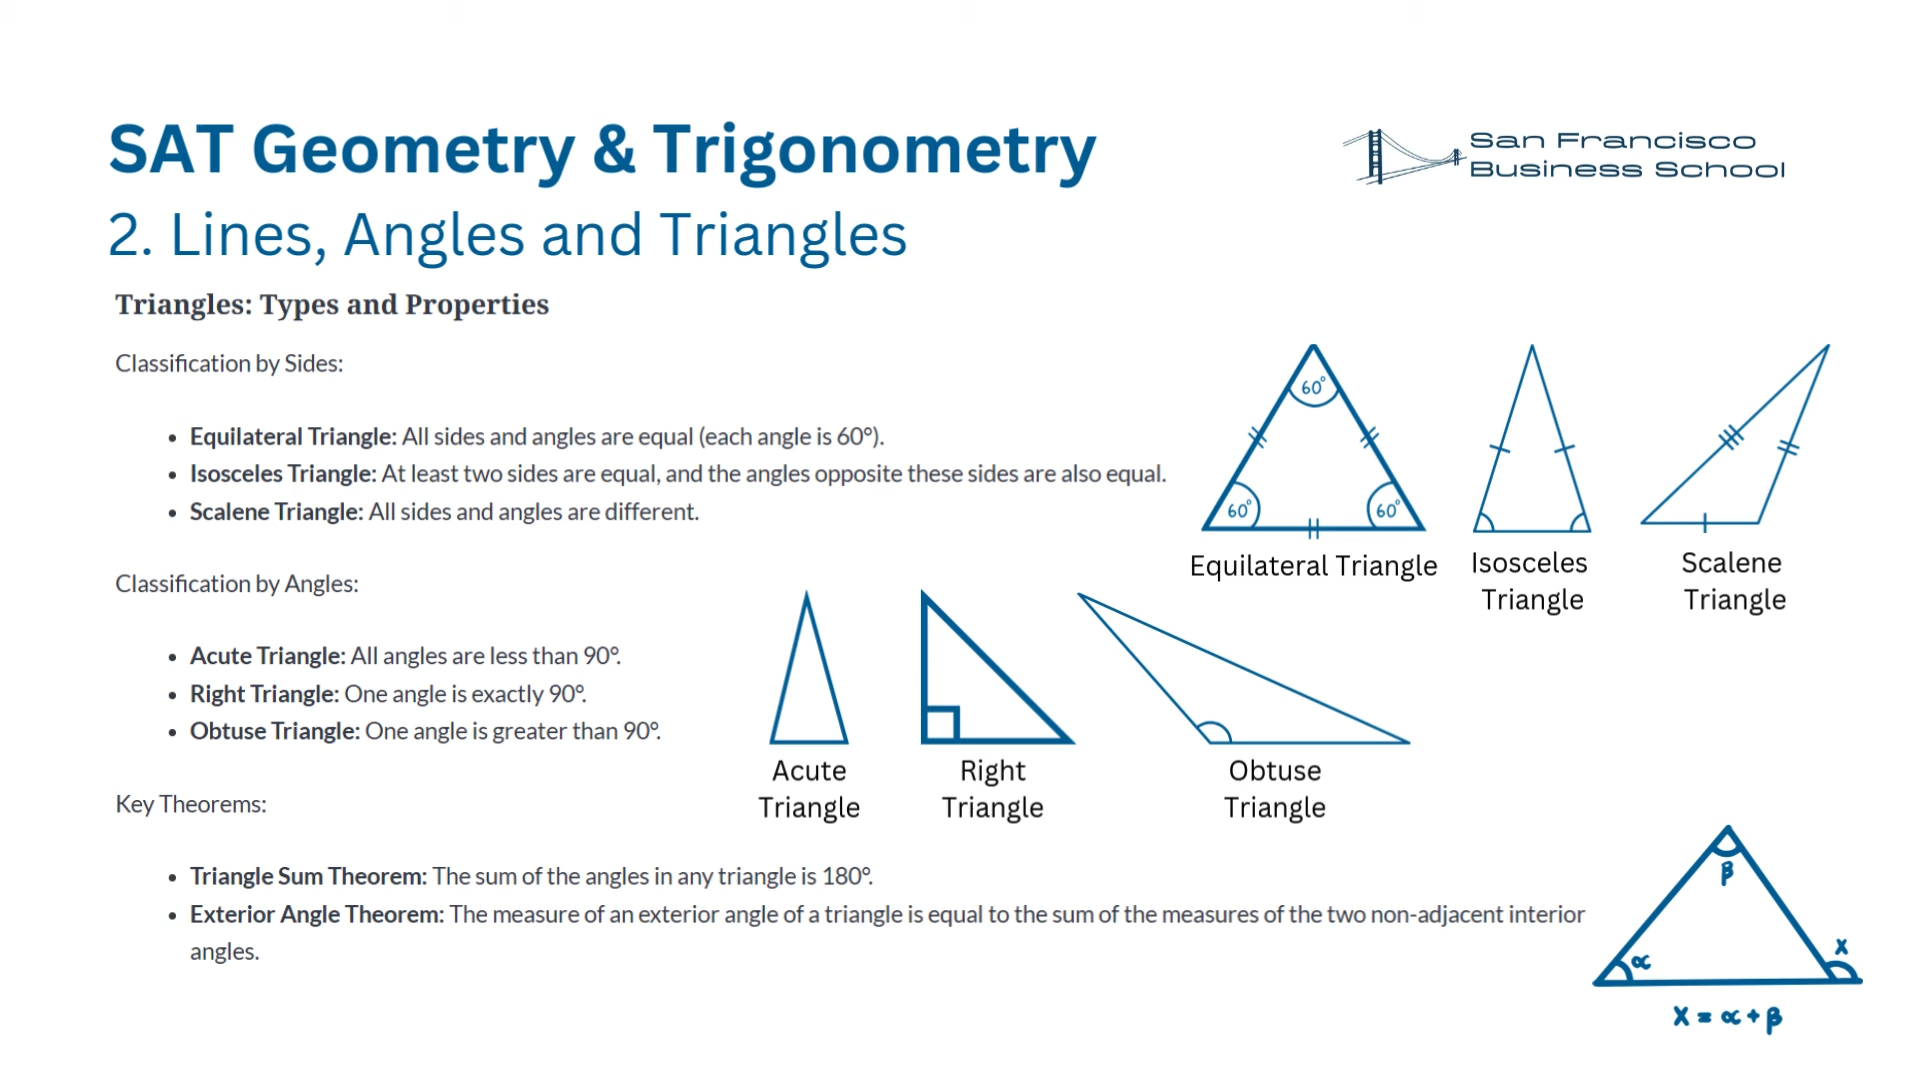 SAT Geometry & Trigonometry
San Francisco
Business School
2. Lines, Angles and Triangles
Triangles: Types and Properties
Classification by Sides:
• Equilateral Triangle: All sides and angles are equal (each angle is 60°).
• Isosceles Triangle: At least two sides are equal, and the angles opposite these sides are also equal.
• Scalene Triangle: All sides and angles are different.
60°
60°
60°
Equilateral Triangle
Isosceles
Triangle
Scalene
Triangle
Classification by Angles:
• Acute Triangle: All angles are less than 90°.
• Right Triangle: One angle is exactly 90°.
• Obtuse Triangle: One angle is greater than 90°.
Acute
Triangle
Right
Triangle
Obtuse
Triangle
Key Theorems:
• Triangle Sum Theorem: The sum of the angles in any triangle is 180°.
• Exterior Angle Theorem: The measure of an exterior angle of a triangle is equal to the sum of the measures of the two non-adjacent interior
angles.
β
α
x
x = α + β